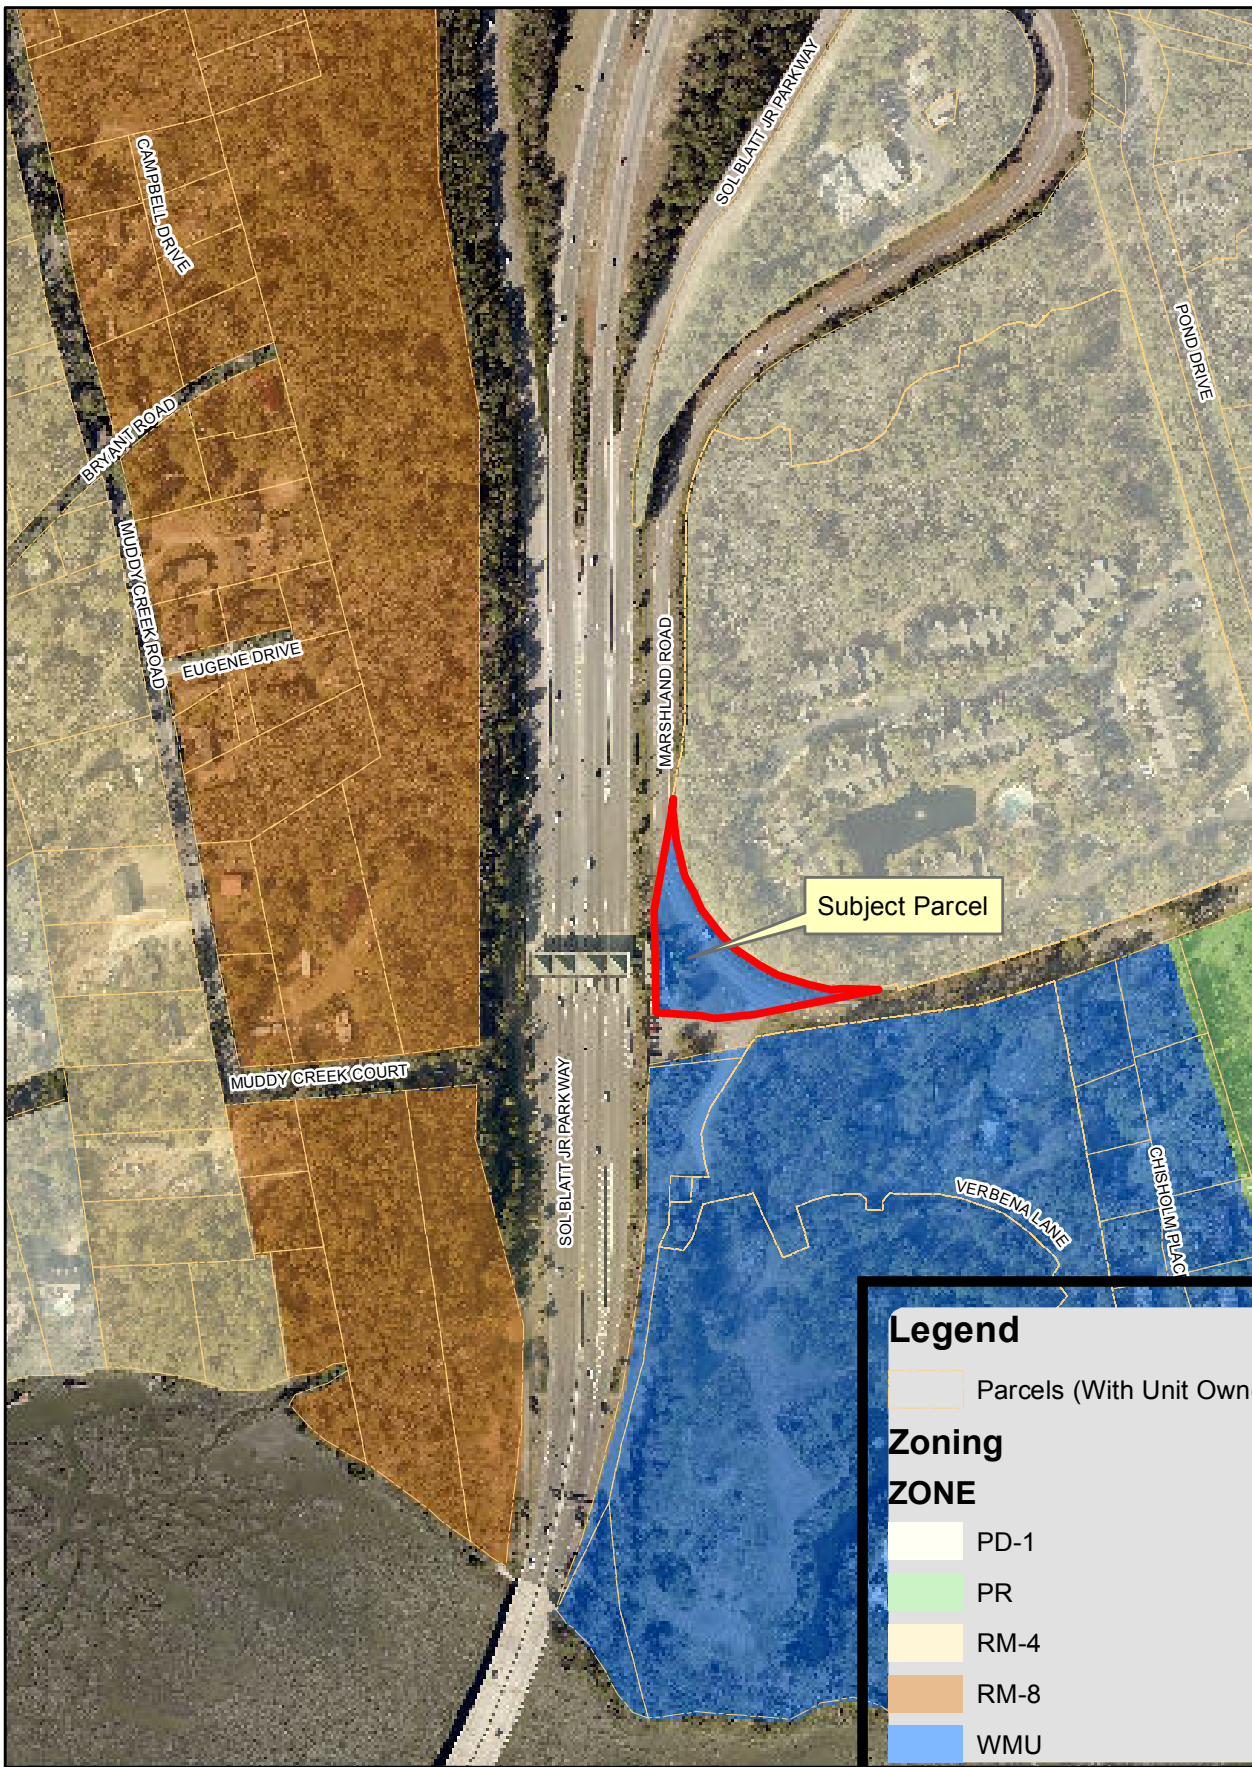 SOL BLATT JR PARKWAY
CAMPBELL DRIVE
POND DRIVE
BRYANT ROAD
MUDDY CREEK ROAD
EUGENE DRIVE
MARSHLAND ROAD
Subject Parcel
MUDDY CREEK COURT
SOL BLATT JR PARKWAY
VERBENA LANE
CHISHOLM PLAC
Legend
Parcels (With Unit Own
Zoning
ZONE
PD-1
PR
RM-4
RM-8
WMU